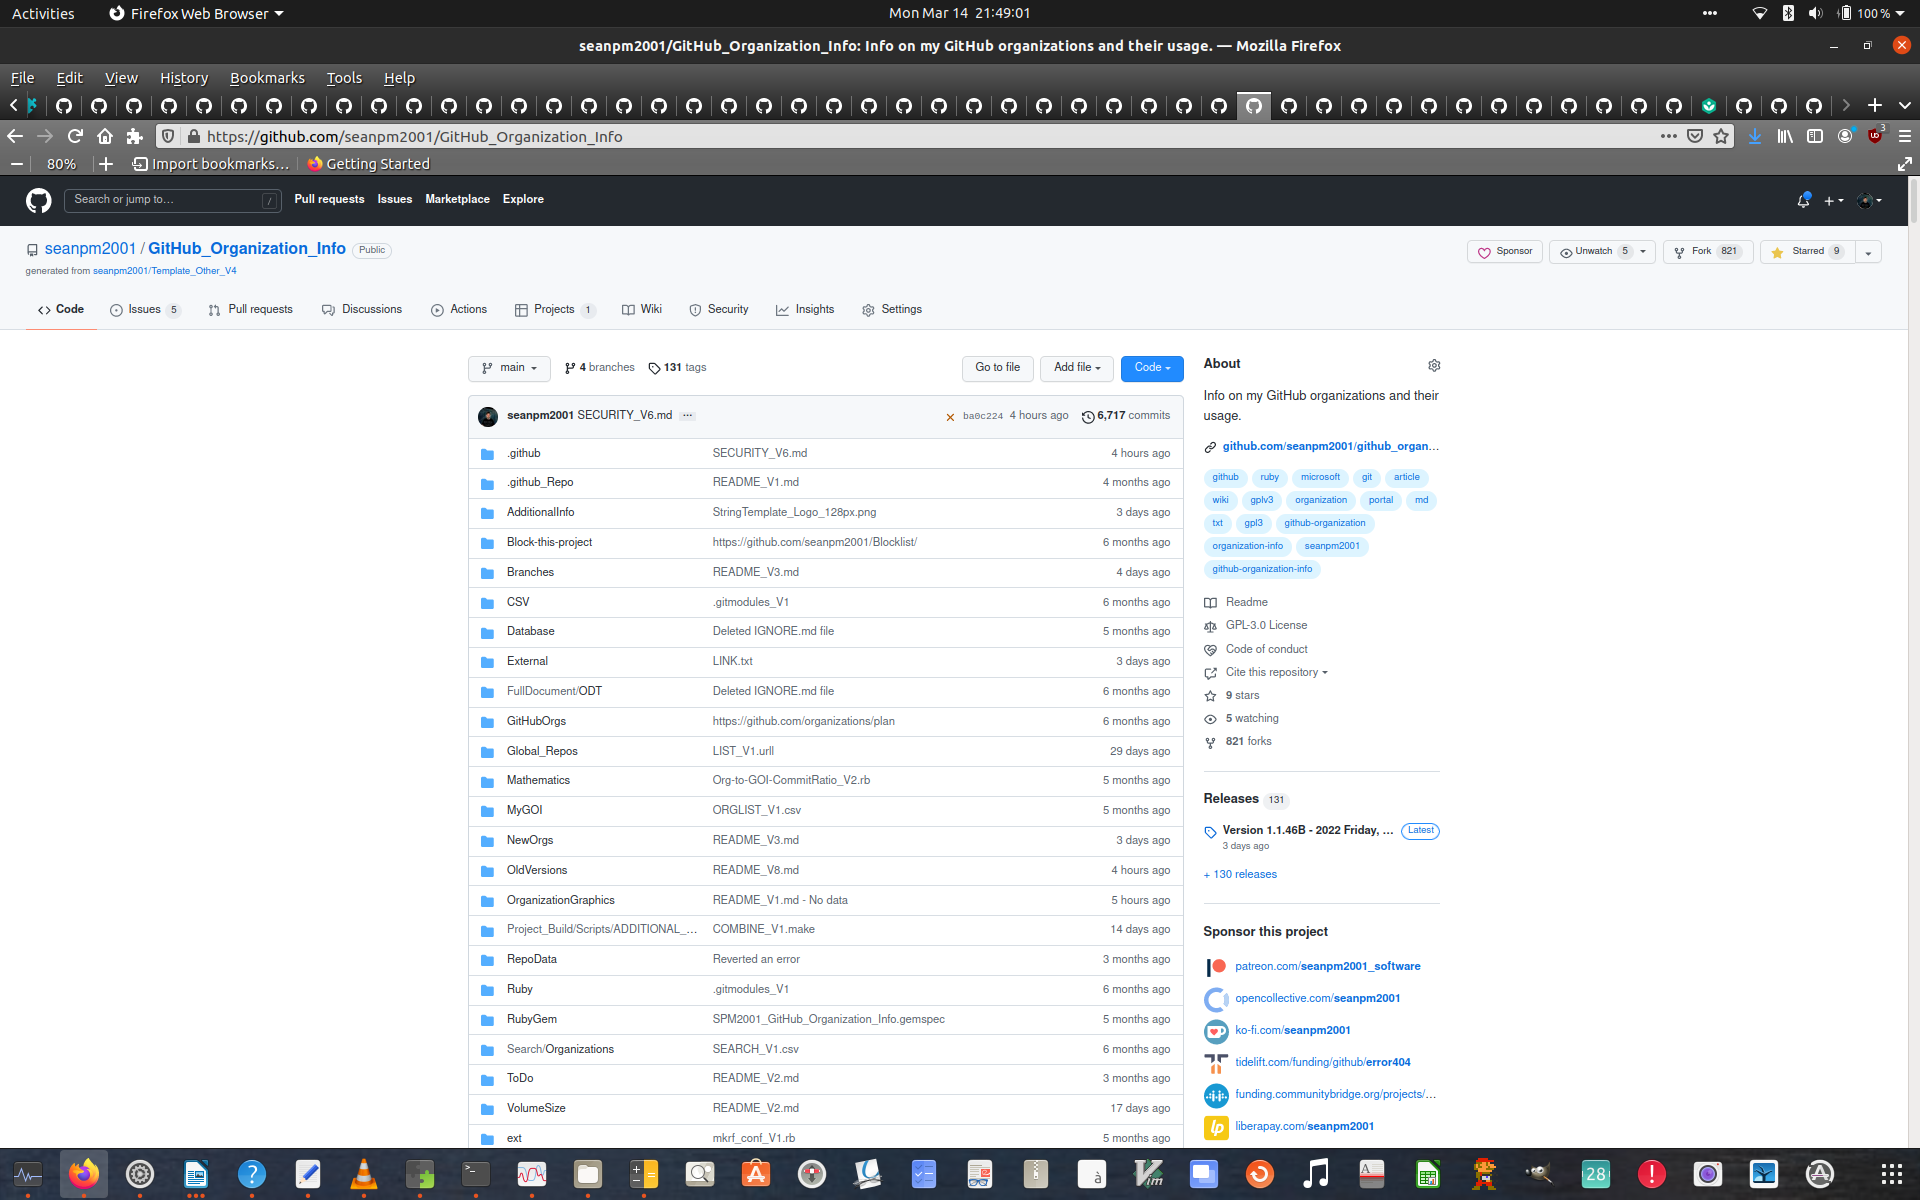 Activities Firefox Web Browser Mon Mar 14 21:49:01 100 %
seanpm2001/GitHub_Organization_Info: Info on my GitHub organizations and their usage. — Mozilla Firefox
File Edit View History Bookmarks Tools Help
https://github.com/seanpm2001/GitHub_Organization_Info 3
80% Import bookmarks… Getting Started
Search or jump to… / Pull requests Issues Marketplace Explore
seanpm2001 / GitHub_Organization_Info Public
generated from seanpm2001/Template_Other_V4
Sponsor Unwatch 5 Fork 821 Starred 9
Code Issues 5 Pull requests Discussions Actions Projects 1 Wiki Security Insights Settings
main 4 branches 131 tags Go to file Add file Code
seanpm2001 SECURITY_V6.md ba0c224 4 hours ago 6,717 commits
.github SECURITY_V6.md 4 hours ago
.github_Repo README_V1.md 4 months ago
AdditionalInfo StringTemplate_Logo_128px.png 3 days ago
Block-this-project https://github.com/seanpm2001/Blocklist/ 6 months ago
Branches README_V3.md 4 days ago
CSV .gitmodules_V1 6 months ago
Database Deleted IGNORE.md file 5 months ago
External LINK.txt 3 days ago
FullDocument/ODT Deleted IGNORE.md file 6 months ago
GitHubOrgs https://github.com/organizations/plan 6 months ago
Global_Repos LIST_V1.urll 29 days ago
Mathematics Org-to-GOI-CommitRatio_V2.rb 5 months ago
MyGOI ORGLIST_V1.csv 5 months ago
NewOrgs README_V3.md 3 days ago
OldVersions README_V8.md 4 hours ago
OrganizationGraphics README_V1.md - No data 5 hours ago
Project_Build/Scripts/ADDITIONAL_… COMBINE_V1.make 14 days ago
RepoData Reverted an error 3 months ago
Ruby .gitmodules_V1 6 months ago
RubyGem SPM2001_GitHub_Organization_Info.gemspec 5 months ago
Search/Organizations SEARCH_V1.csv 6 months ago
ToDo README_V2.md 3 months ago
VolumeSize README_V2.md 17 days ago
ext mkrf_conf_V1.rb 5 months ago
About
Info on my GitHub organizations and their
usage.
github.com/seanpm2001/github_organ…
github ruby microsoft git article
wiki gplv3 organization portal md
txt gpl3 github-organization
organization-info seanpm2001
github-organization-info
Readme
GPL-3.0 License
Code of conduct
Cite this repository
9 stars
5 watching
821 forks
Releases 131
Version 1.1.46B - 2022 Friday, … Latest
3 days ago
+ 130 releases
Sponsor this project
patreon.com/seanpm2001_software
opencollective.com/seanpm2001
ko-fi.com/seanpm2001
tidelift.com/funding/github/error404
funding.communitybridge.org/projects/…
lp liberapay.com/seanpm2001
28